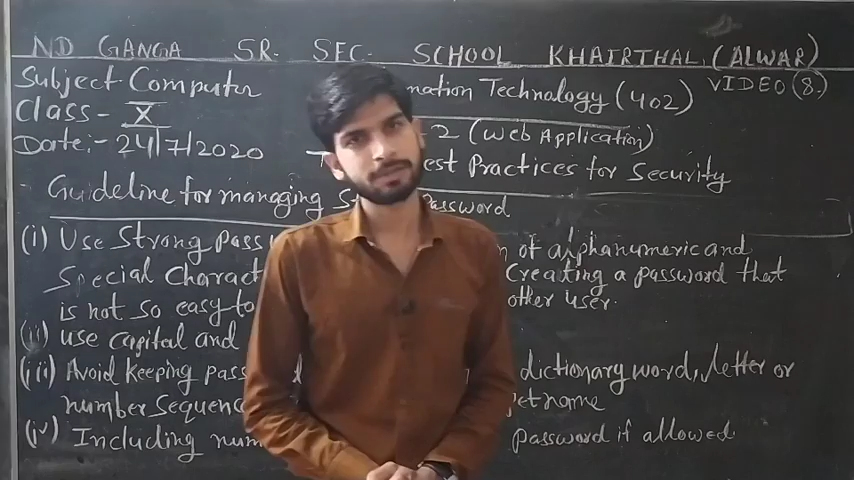 ND GANGA SR. SEC. SCHOOL KHAIRTHAL, (ALWAR)
Subject-Computer mation Technology (402) VIDEO (8.)
Class - X - 2 (Web Application)
Date:- 24/7/2020 T est Practices for Security
Guideline for managing S Password
(i) Use Strong Pass n of alphanumeric and
Special Charact Creating a password that
is not so easy to other user.
(ii) use capital and
(iii) Avoid keeping pass dictionary word, letter or
number sequenc Pet name
(iv) Including num password if allowed